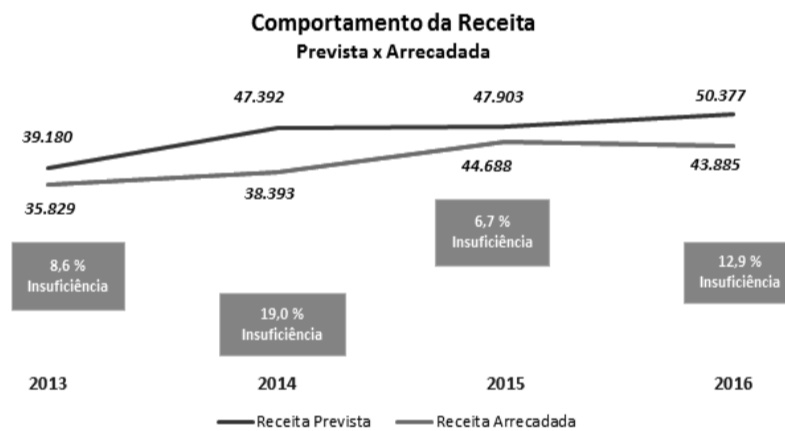 Comportamento da Receita
Prevista x Arrecadada
39.180
47.392
47.903
50.377
35.829
38.393
44.688
43.885
8,6 %
Insuficiência
19,0 %
Insuficiência
6,7 %
Insuficiência
12,9 %
Insuficiência
2013
2014
2015
2016
Receita Prevista
Receita Arrecadada